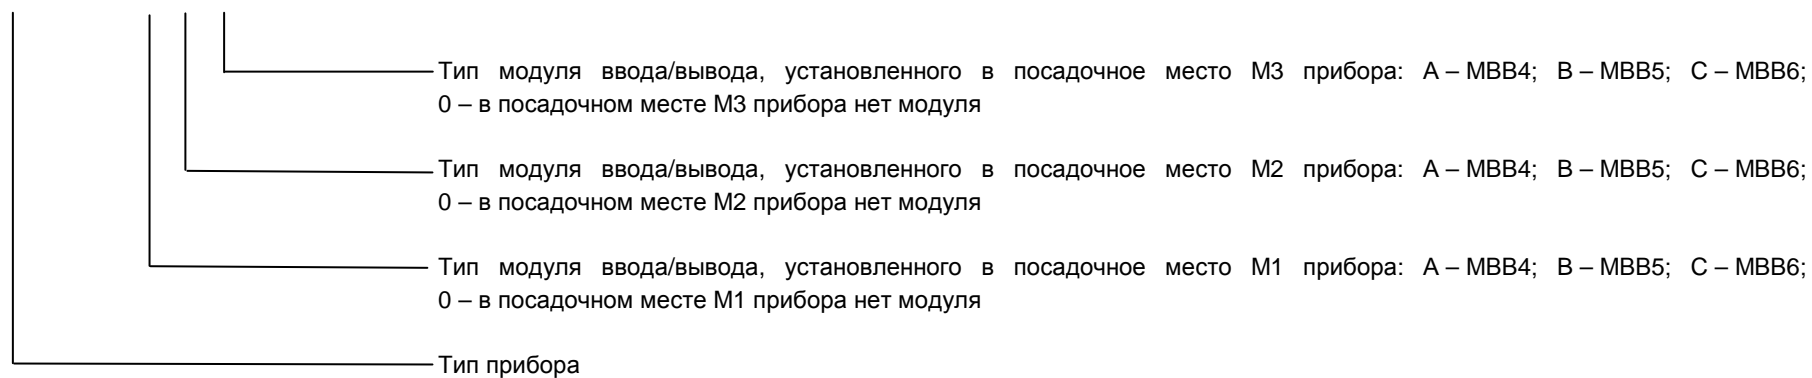 Тип модуля ввода/вывода, установленного в посадочное место М3 прибора: А – МВВ4; В – МВВ5; С – МВВ6;
0 – в посадочном месте М3 прибора нет модуля
Тип модуля ввода/вывода, установленного в посадочное место М2 прибора: А – МВВ4; В – МВВ5; С – МВВ6;
0 – в посадочном месте М2 прибора нет модуля
Тип модуля ввода/вывода, установленного в посадочное место М1 прибора: А – МВВ4; В – МВВ5; С – МВВ6;
0 – в посадочном месте М1 прибора нет модуля
Тип прибора